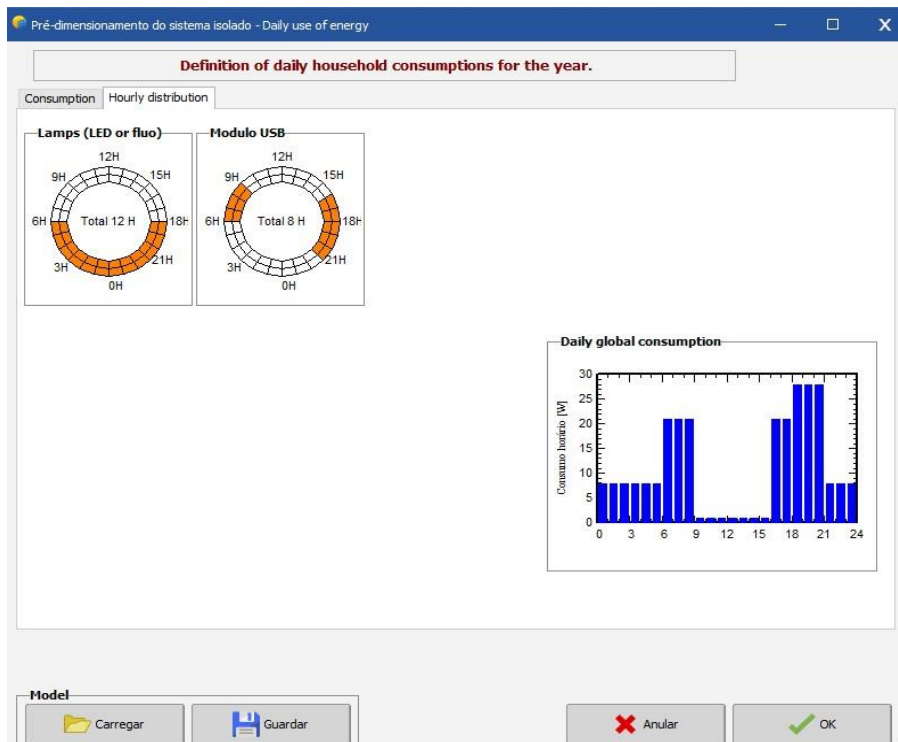 Pré-dimensionamento do sistema isolado - Daily use of energy
Definition of daily household consumptions for the year.
Consumption Hourly distribution
Lamps (LED or fluo)
12H
9H 15H
6H Total 12 H 18H
3H 21H
0H
Modulo USB
12H
9H 15H
6H Total 8 H 18H
3H 21H
0H
Daily global consumption
Consumo horário [W]
30
25
20
15
10
5
0
0 3 6 9 12 15 18 21 24
Model
Carregar Guardar Anular OK